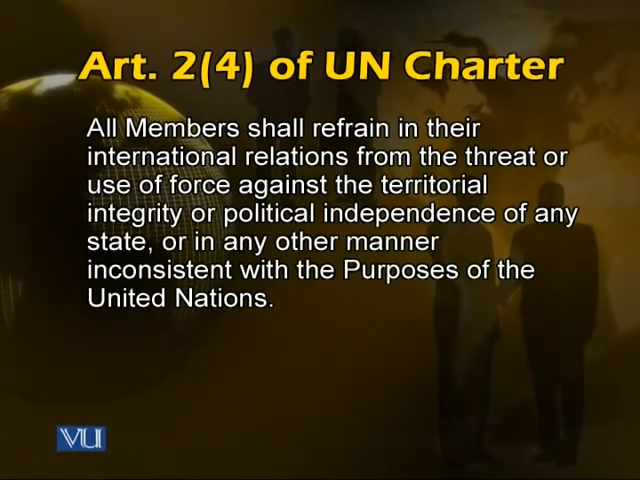 Art. 2(4) of UN Charter
All Members shall refrain in their
international relations from the threat or
use of force against the territorial
integrity or political independence of any
state, or in any other manner
inconsistent with the Purposes of the
United Nations.
VU